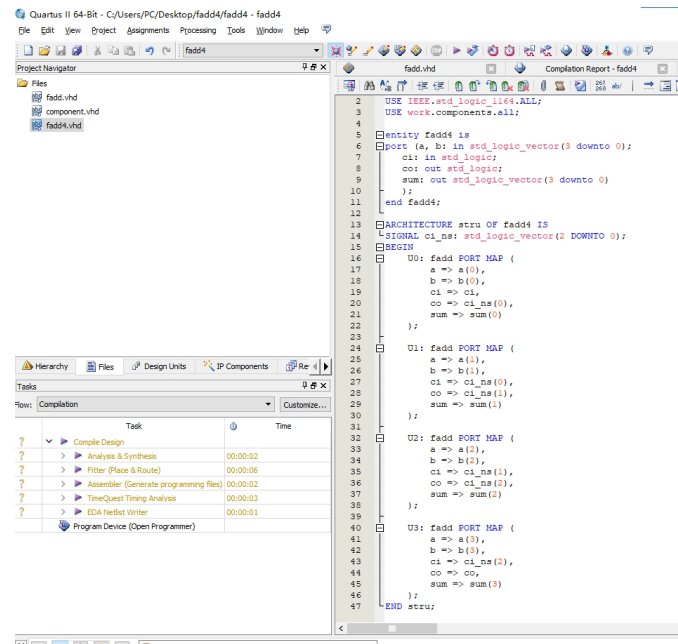 Quartus II 64-Bit - C:/Users/PC/Desktop/fadd4/fadd4 - fadd4
File Edit View Project Assignments Processing Tools Window Help
fadd4
Project Navigator
Files
fadd.vhd
component.vhd
fadd4.vhd
Hierarchy Files Design Units IP Components Re
Tasks
Flow: Compilation Customize...
Task Time
? Compile Design
? Analysis & Synthesis 00:00:02
? Fitter (Place & Route) 00:00:06
? Assembler (Generate programming files) 00:00:02
? TimeQuest Timing Analysis 00:00:03
? EDA Netlist Writer 00:00:01
Program Device (Open Programmer)
fadd.vhd Compilation Report - fadd4
2 USE IEEE.std_logic_1164.ALL;
3 USE work.components.all;
4
5 entity fadd4 is
6 port (a, b: in std_logic_vector(3 downto 0);
7 ci: in std_logic;
8 co: out std_logic;
9 sum: out std_logic_vector(3 downto 0)
10 );
11 end fadd4;
12
13 ARCHITECTURE stru OF fadd4 IS
14 SIGNAL ci_ns: std_logic_vector(2 DOWNTO 0);
15 BEGIN
16 U0: fadd PORT MAP (
17 a => a(0),
18 b => b(0),
19 ci => ci,
20 co => ci_ns(0),
21 sum => sum(0)
22 );
23
24 U1: fadd PORT MAP (
25 a => a(1),
26 b => b(1),
27 ci => ci_ns(0),
28 co => ci_ns(1),
29 sum => sum(1)
30 );
31
32 U2: fadd PORT MAP (
33 a => a(2),
34 b => b(2),
35 ci => ci_ns(1),
36 co => ci_ns(2),
37 sum => sum(2)
38 );
39
40 U3: fadd PORT MAP (
41 a => a(3),
42 b => b(3),
43 ci => ci_ns(2),
44 co => co,
45 sum => sum(3)
46 );
47 END stru;